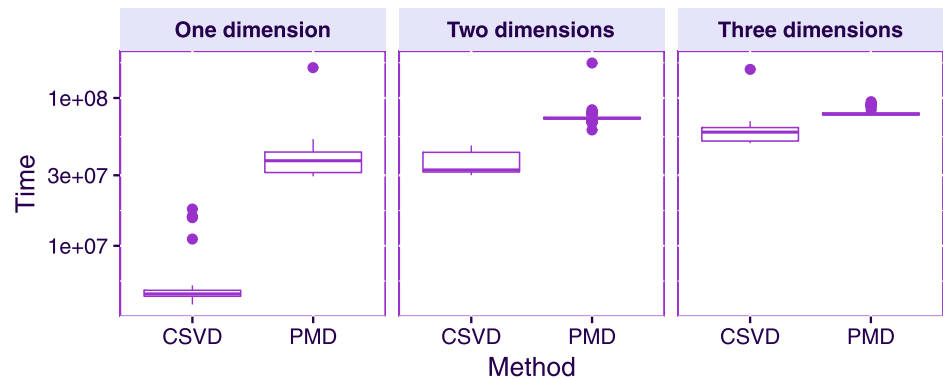 One dimension
Two dimensions
Three dimensions
Time
1e+08
3e+07
1e+07
CSVD
PMD
CSVD
PMD
CSVD
PMD
Method